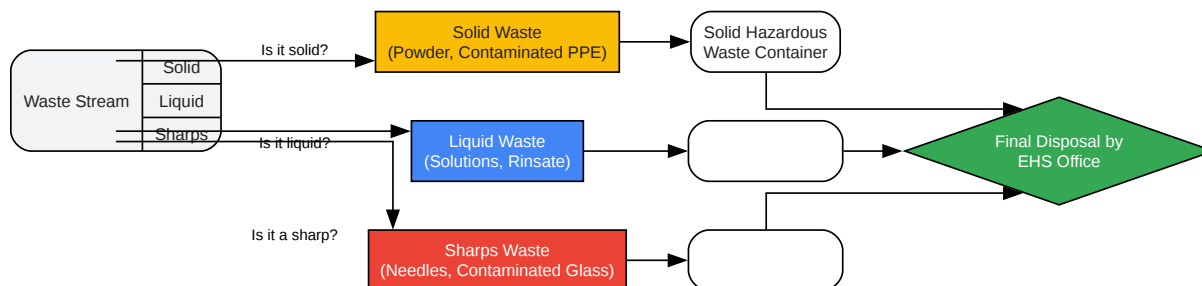 Waste Stream
Solid
Liquid
Sharps
Is it solid?
Is it liquid?
Is it a sharp?
Solid Waste
(Powder, Contaminated PPE)
Liquid Waste
(Solutions, Rinsate)
Sharps Waste
(Needles, Contaminated Glass)
Solid Hazardous
Waste Container
Final Disposal by
EHS Office